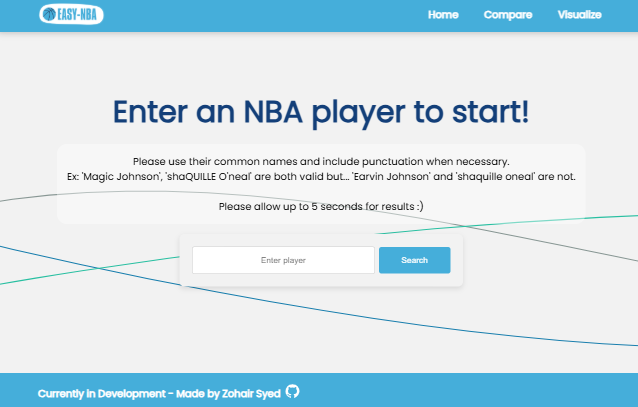 EASY-NBA
Home Compare Visualize
Enter an NBA player to start!
Please use their common names and include punctuation when necessary.
Ex: 'Magic Johnson', 'shaQUILLE O'neal' are both valid but... 'Earvin Johnson' and 'shaquille oneal' are not.
Please allow up to 5 seconds for results :)
Enter player Search
Currently in Development - Made by Zohair Syed